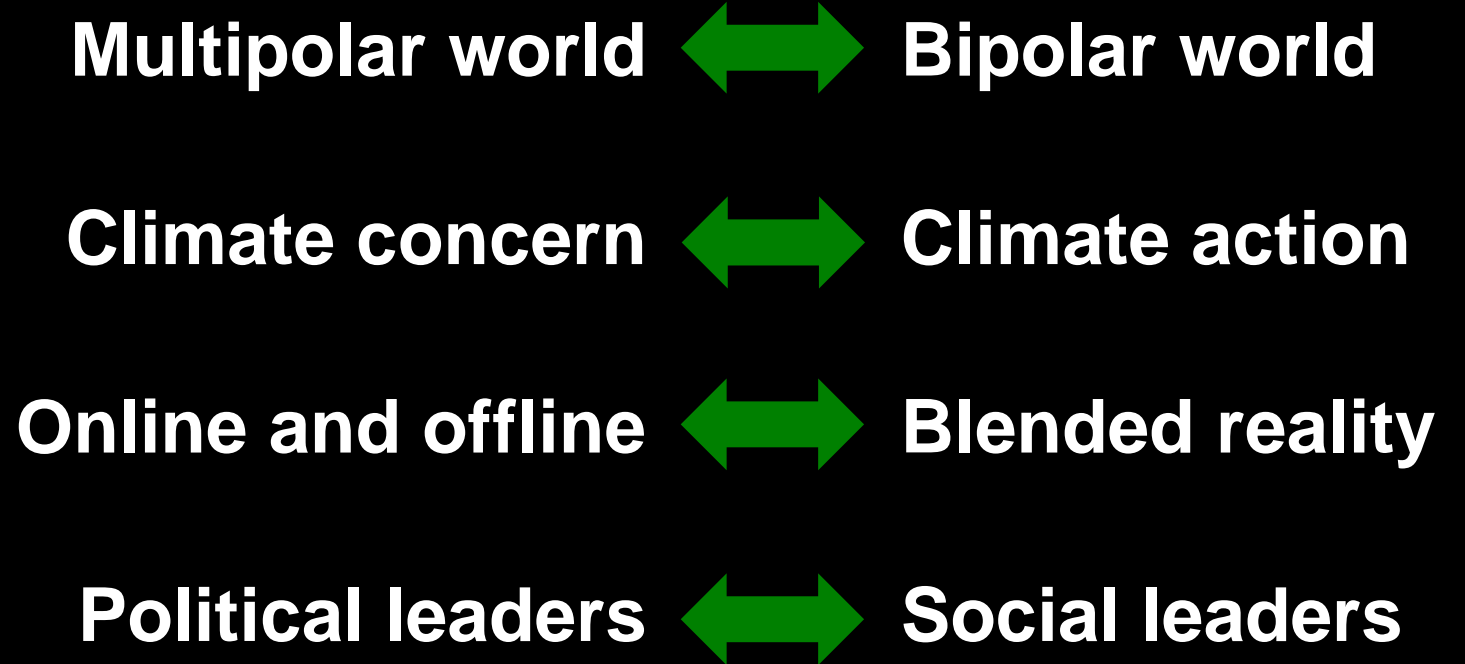 Multipolar world Bipolar world
Climate concern Climate action
Online and offline Blended reality
Political leaders Social leaders